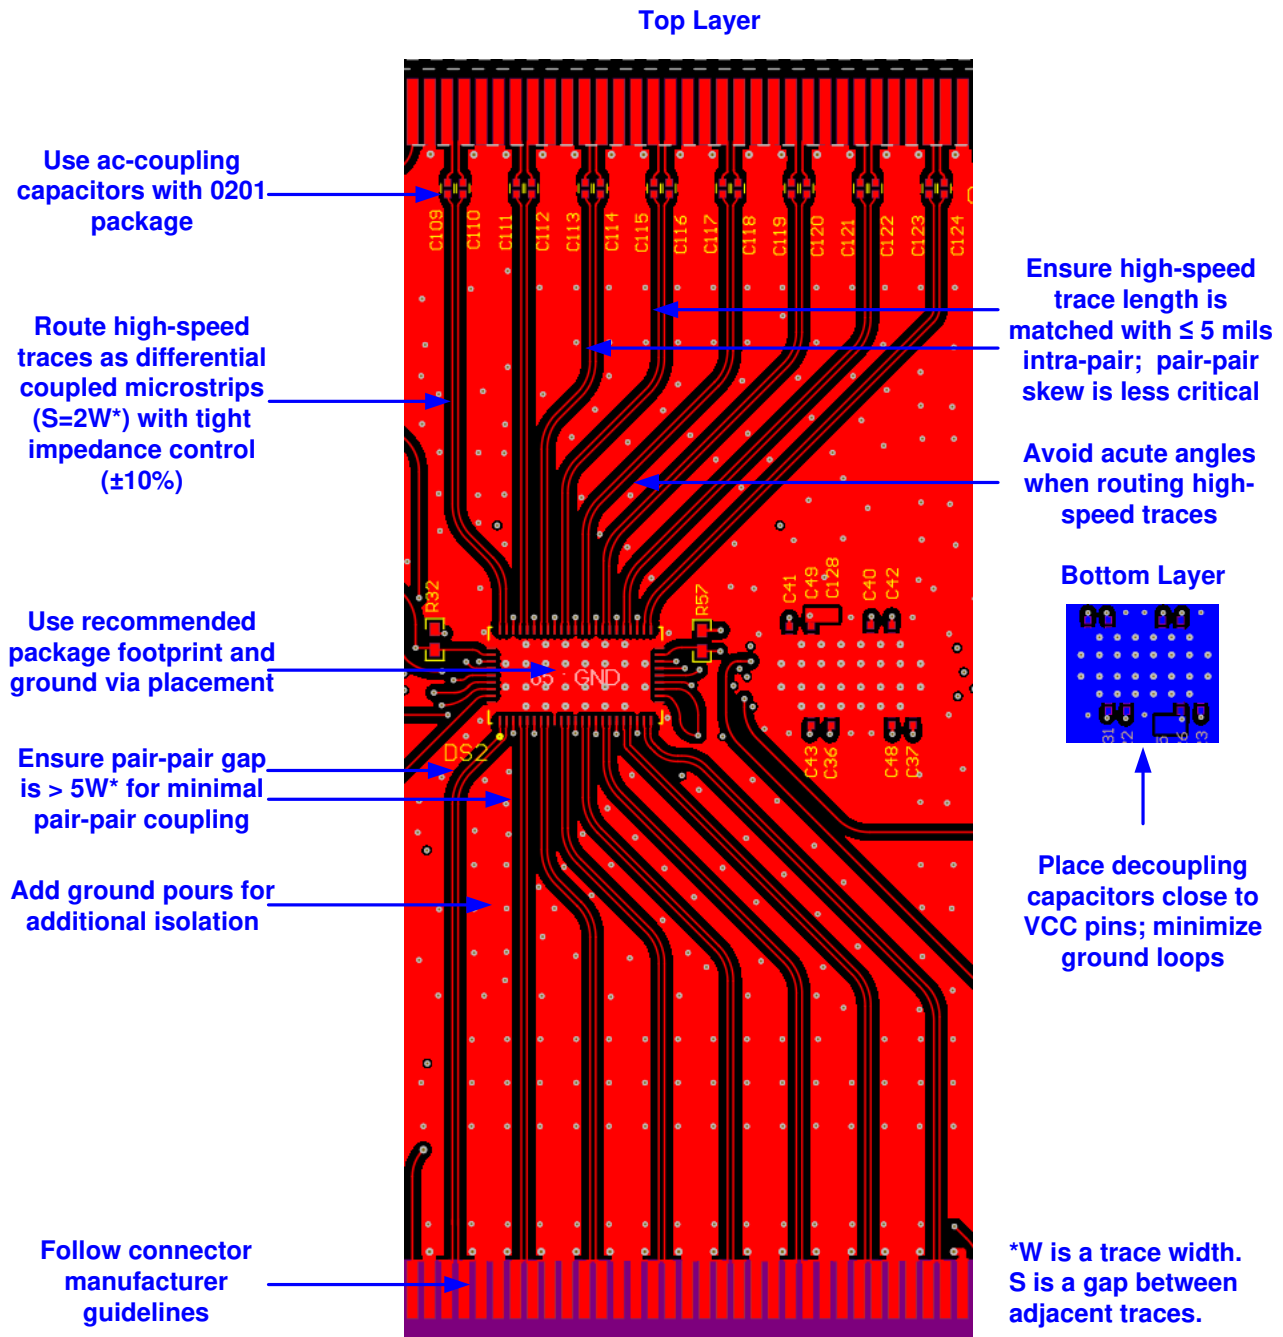 Top Layer
Use ac-coupling
capacitors with 0201
package
Route high-speed
traces as differential
coupled microstrips
(S=2W*) with tight
impedance control
(±10%)
Use recommended
package footprint and
ground via placement
Ensure pair-pair gap
is > 5W* for minimal
pair-pair coupling
Add ground pours for
additional isolation
Follow connector
manufacturer
guidelines
C109
C110
C111
C112
C113
C114
C115
C116
C117
C118
C119
C120
C121
C122
C123
C124
R32
R57
C41
C49
C128
C40
C42
GND
DS2
C43
C36
C48
C37
Ensure high-speed
trace length is
matched with ≤ 5 mils
intra-pair; pair-pair
skew is less critical
Avoid acute angles
when routing high-
speed traces
Bottom Layer
Place decoupling
capacitors close to
VCC pins; minimize
ground loops
*W is a trace width.
S is a gap between
adjacent traces.